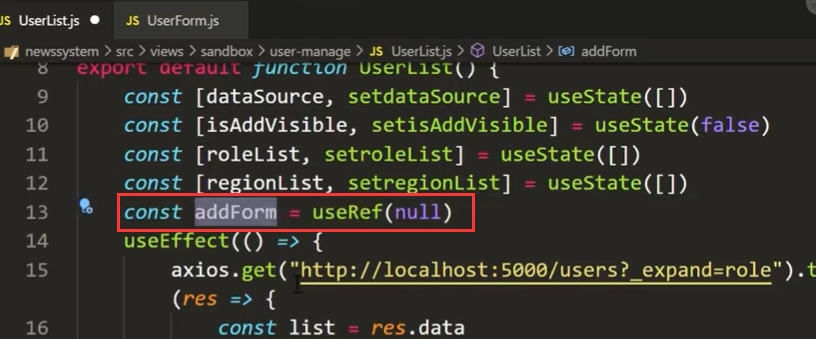 JS UserList.js ● JS UserForm.js
newssystem > src > views > sandbox > user-manage > JS UserList.js > UserList > addForm
8 export default function UserList() {
9 const [dataSource, setdataSource] = useState([])
10 const [isAddVisible, setisAddVisible] = useState(false)
11 const [roleList, setroleList] = useState([])
12 const [regionList, setregionList] = useState([])
13 const addForm = useRef(null)
14 useEffect(() => {
15 axios.get("http://localhost:5000/users?_expand=role").t
(res => {
16 const list = res.data